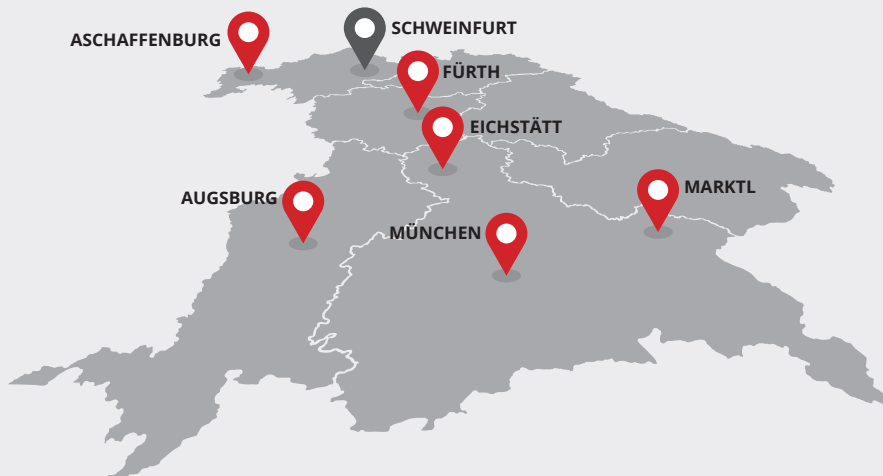 SCHWEINFURT
ASCHAFFENBURG
FÜRTH
EICHSTÄTT
MARKTL
AUGSBURG
MÜNCHEN